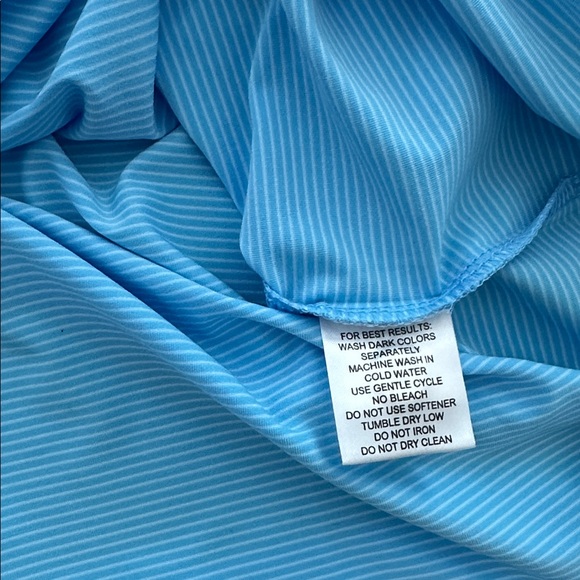 FOR BEST RESULTS:
WASH DARK COLORS
SEPARATELY
MACHINE WASH IN
COLD WATER
USE GENTLE CYCLE
NO BLEACH
DO NOT USE SOFTENER
TUMBLE DRY LOW
DO NOT IRON
DO NOT DRY CLEAN